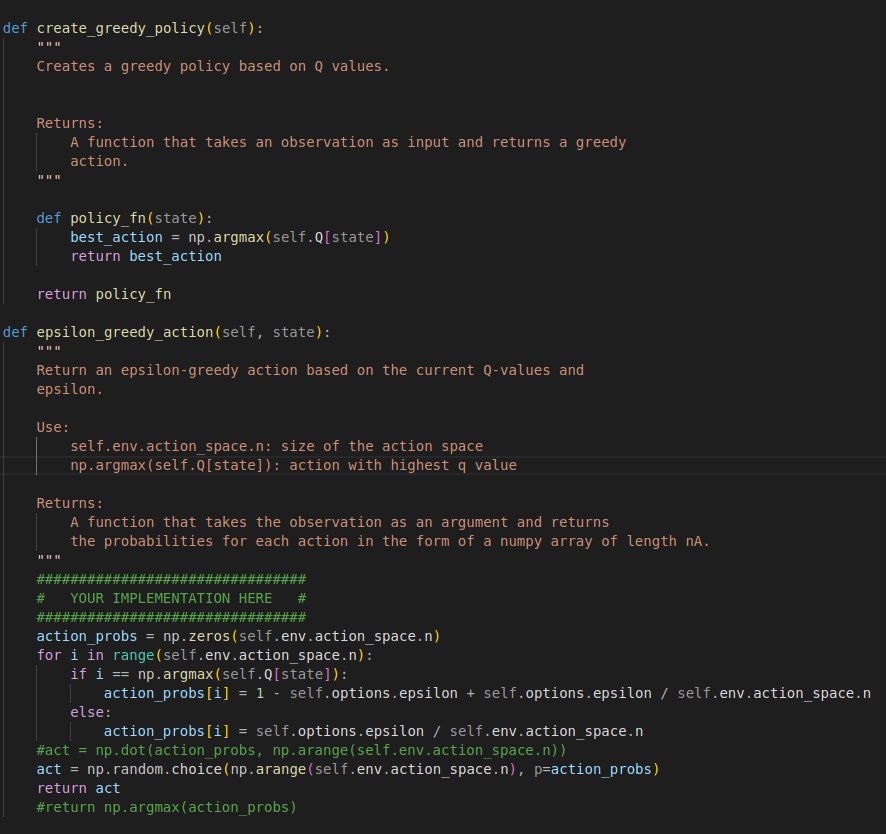 def create_greedy_policy(self):
    """
    Creates a greedy policy based on Q values.


    Returns:
        A function that takes an observation as input and returns a greedy
        action.
    """

    def policy_fn(state):
        best_action = np.argmax(self.Q[state])
        return best_action

    return policy_fn

def epsilon_greedy_action(self, state):
    """
    Return an epsilon-greedy action based on the current Q-values and
    epsilon.

    Use:
        self.env.action_space.n: size of the action space
        np.argmax(self.Q[state]): action with highest q value

    Returns:
        A function that takes the observation as an argument and returns
        the probabilities for each action in the form of a numpy array of length nA.
    """
    ################################
    #   YOUR IMPLEMENTATION HERE   #
    ################################
    action_probs = np.zeros(self.env.action_space.n)
    for i in range(self.env.action_space.n):
        if i == np.argmax(self.Q[state]):
            action_probs[i] = 1 - self.options.epsilon + self.options.epsilon / self.env.action_space.n
        else:
            action_probs[i] = self.options.epsilon / self.env.action_space.n
    #act = np.dot(action_probs, np.arange(self.env.action_space.n))
    act = np.random.choice(np.arange(self.env.action_space.n), p=action_probs)
    return act
    #return np.argmax(action_probs)